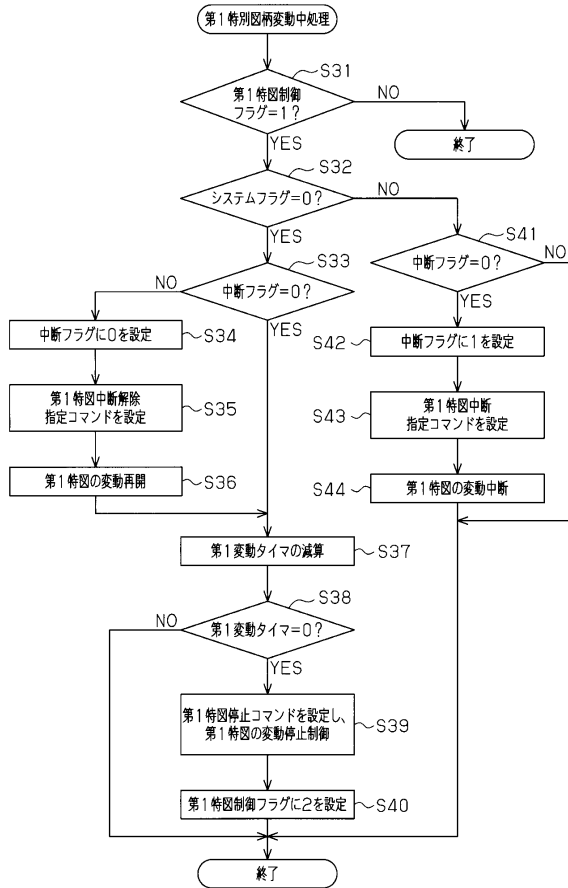 第1特別図柄変動中処理
S31
第1特図制御
フラグ=1?
NO
終了
YES
S32
システムフラグ=0?
NO
YES
S33
中断フラグ=0?
NO
YES
S41
中断フラグ=0?
NO
YES
中断フラグに0を設定
S34
S42
中断フラグに1を設定
第1特図中断解除
指定コマンドを設定
S35
S43
第1特図中断
指定コマンドを設定
第1特図の変動再開
S36
S44
第1特図の変動中断
第1変動タイマの減算
S37
S38
第1変動タイマ=0?
NO
YES
第1特図停止コマンドを設定し、
第1特図の変動停止制御
S39
第1特図制御フラグに2を設定
S40
終了